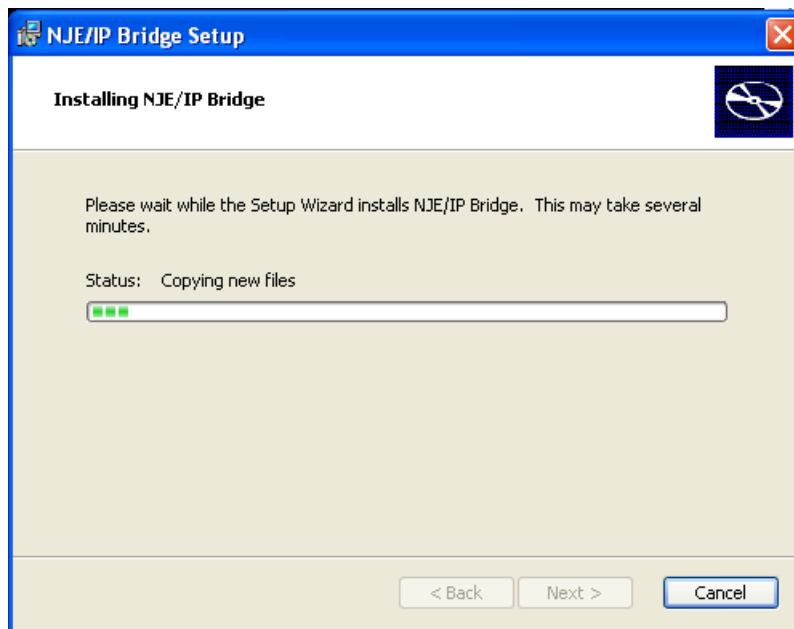 NJE/IP Bridge Setup
Installing NJE/IP Bridge
Please wait while the Setup Wizard installs NJE/IP Bridge.  This may take several
minutes.
Status:   Copying new files
< Back   Next >   Cancel